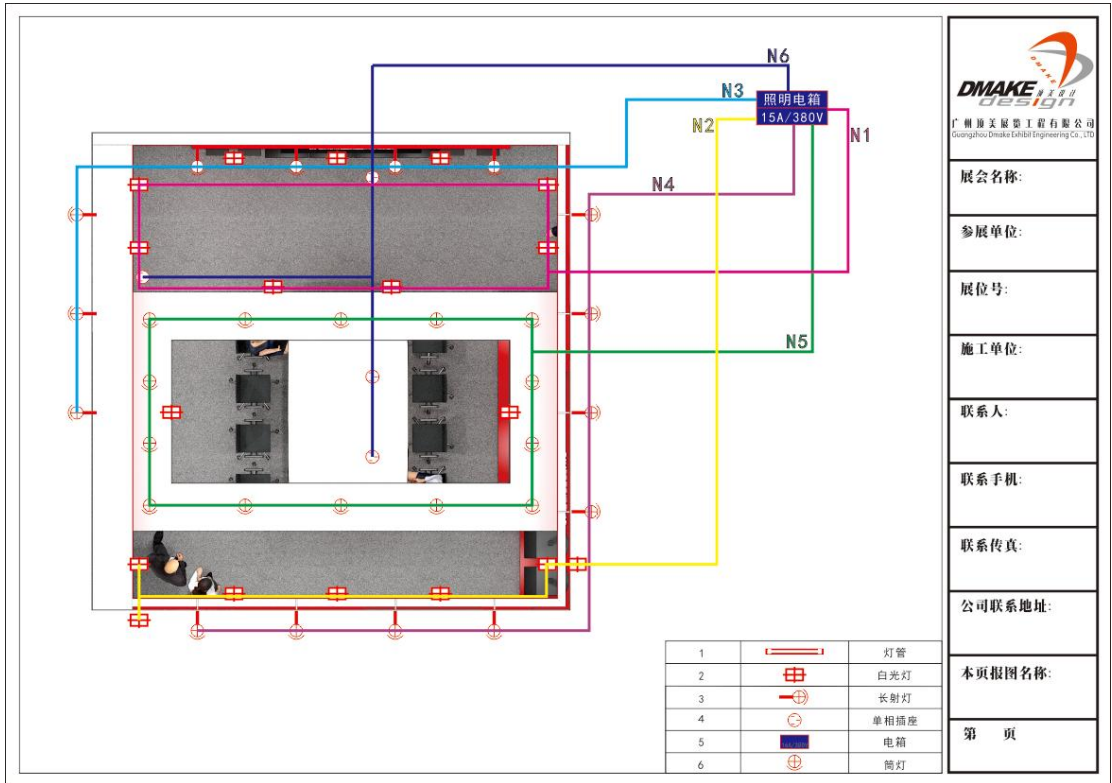 N6
N3
照明电箱
15A/380V
N2
N1
N4
N5
DMAKE 顶美设计
design
广州顶美展览工程有限公司
Guangzhou Dmake Exhibit Engineering Co., LTD
展会名称:
参展单位:
展位号:
施工单位:
联系人:
联系手机:
联系传真:
公司联系地址:
本页报图名称:
第 页
1 灯管
2 白光灯
3 长射灯
4 单相插座
5 电箱
6 筒灯